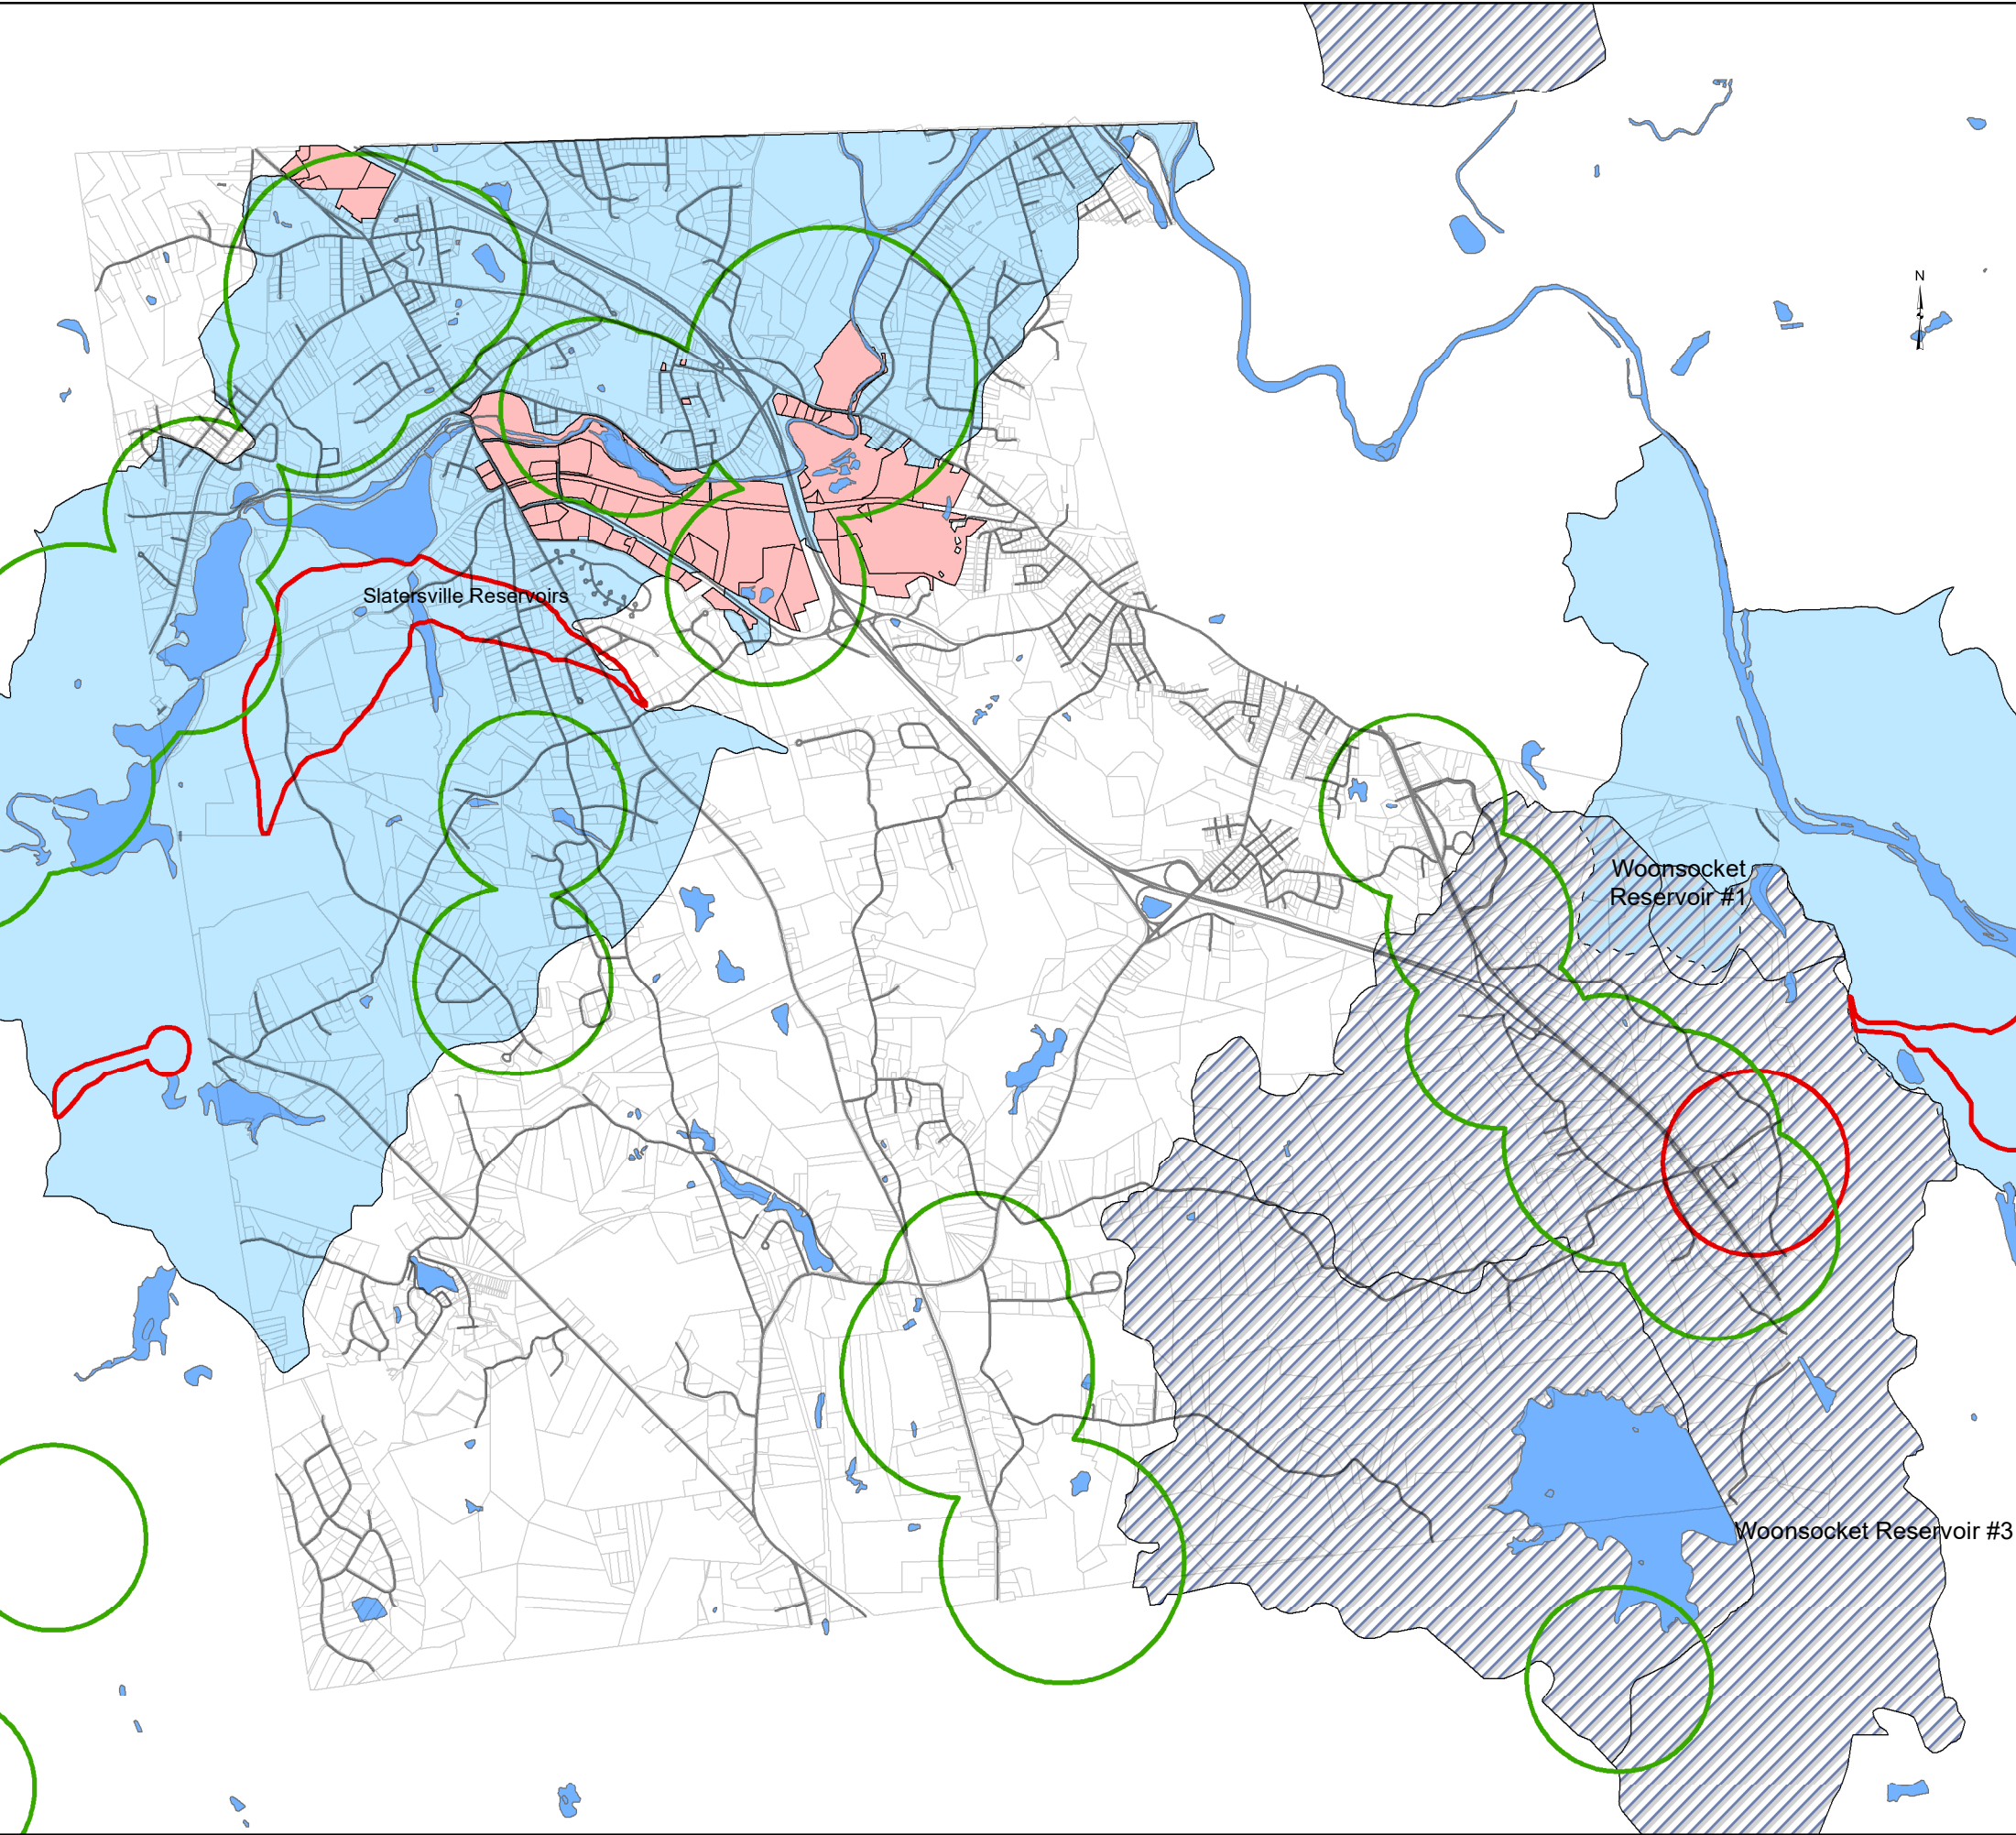 N
Slatersville Reservoirs
Woonsocket
Reservoir #1
Woonsocket Reservoir #3